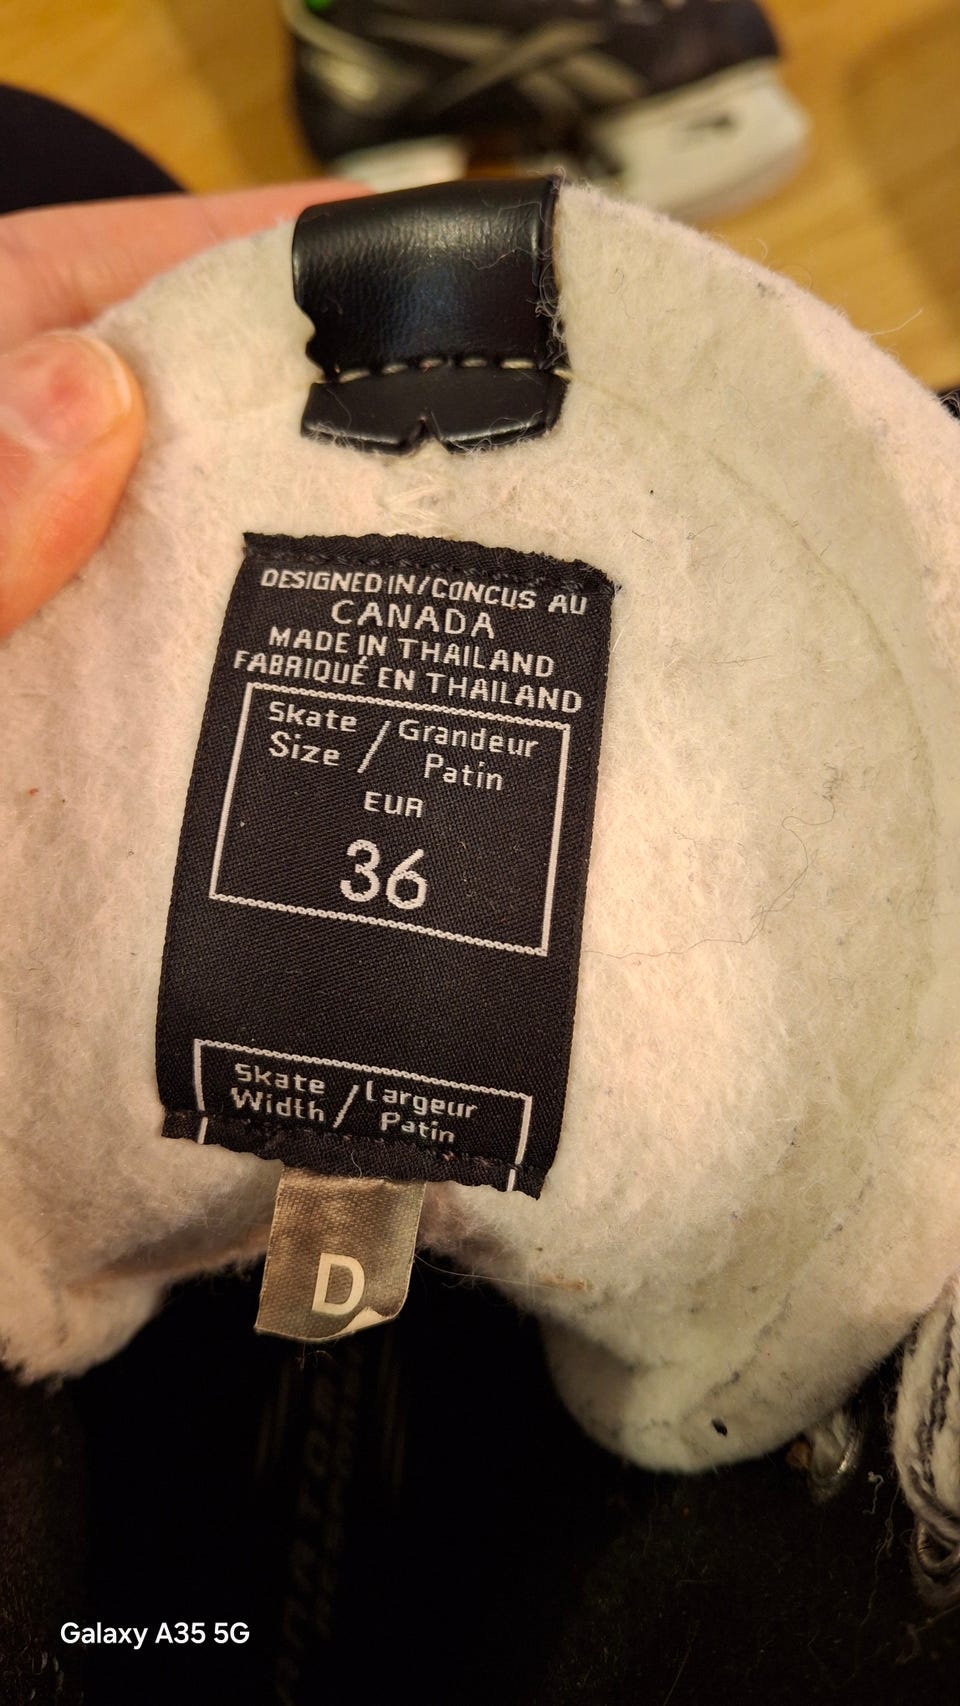 DESIGNED IN/CONCUS AU
CANADA
MADE IN THAILAND
FABRIQUÉ EN THAILAND
Skate Size / Grandeur Patin
EUR
36
Skate Width / Largeur Patin
D
Galaxy A35 5G